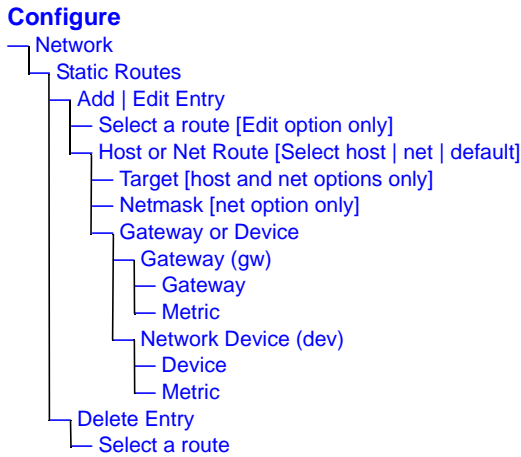 Configure
Network
Static Routes
Add | Edit Entry
Select a route [Edit option only]
Host or Net Route [Select host | net | default]
Target [host and net options only]
Netmask [net option only]
Gateway or Device
Gateway (gw)
Gateway
Metric
Network Device (dev)
Device
Metric
Delete Entry
Select a route